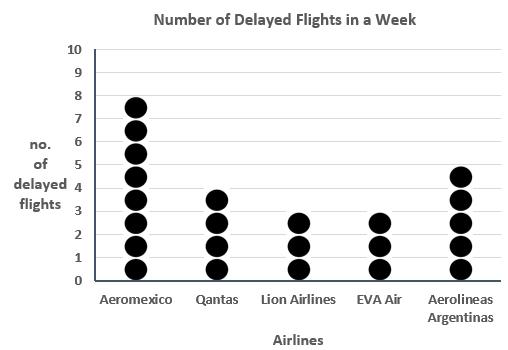 Number of Delayed Flights in a Week
10
9
8
7
6
5
4
3
2
1
0
no.
of
delayed
flights
Aeromexico
Qantas
Lion Airlines
EVA Air
Aerolineas
Argentinas
Airlines